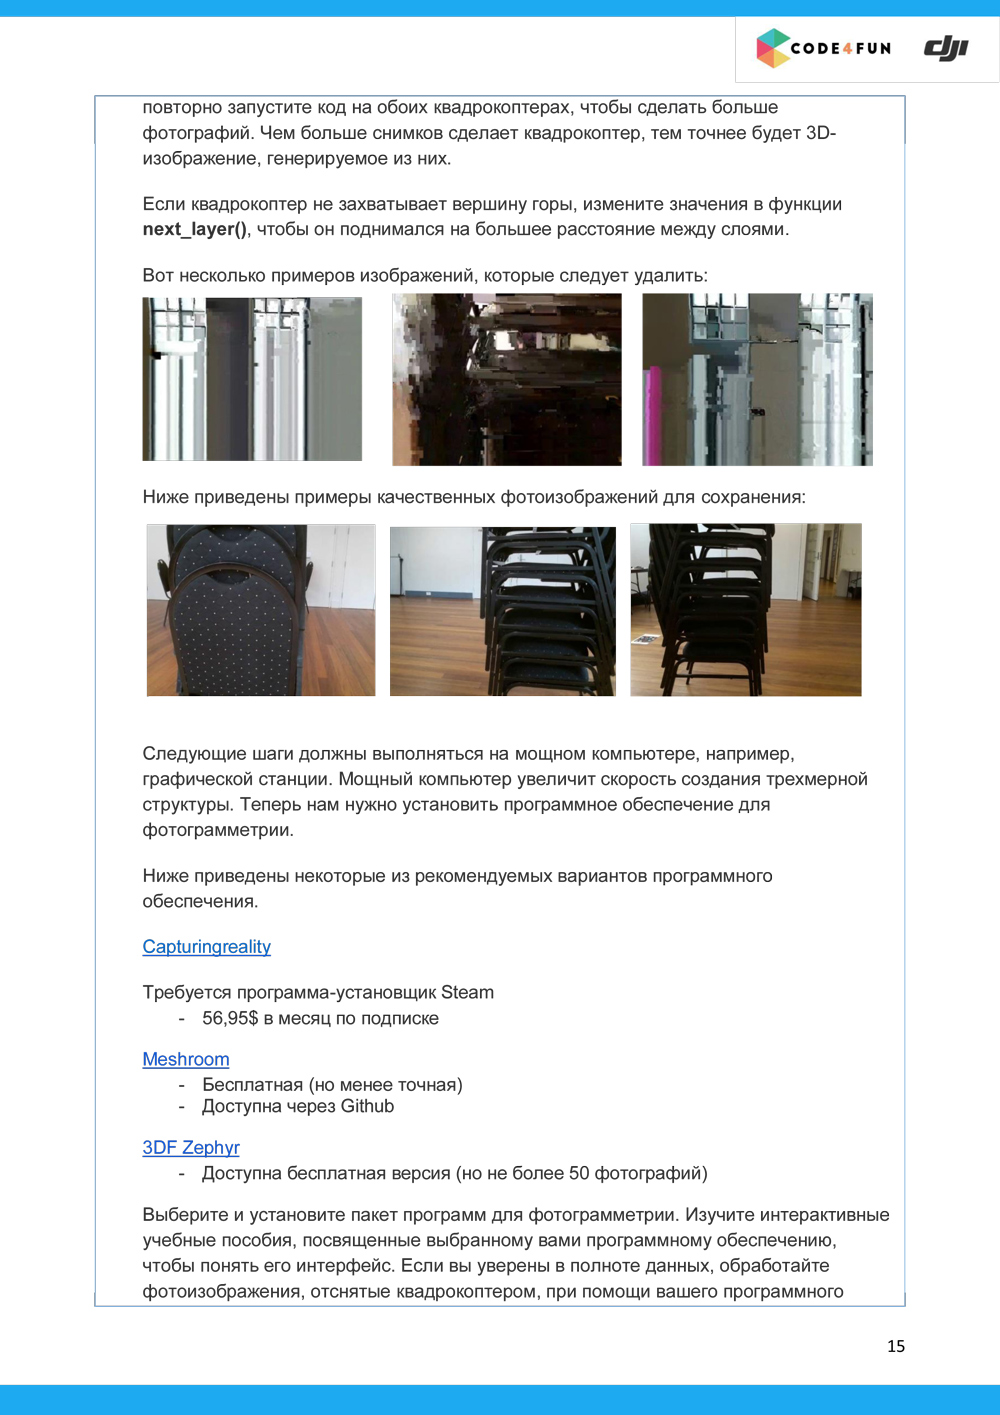 CODE4FUN dji
повторно запустите код на обоих квадрокоптерах, чтобы сделать больше
фотографий. Чем больше снимков сделает квадрокоптер, тем точнее будет 3D-
изображение, генерируемое из них.
Если квадрокоптер не захватывает вершину горы, измените значения в функции
next_layer(), чтобы он поднимался на большее расстояние между слоями.
Вот несколько примеров изображений, которые следует удалить:
Ниже приведены примеры качественных фотоизображений для сохранения:
Следующие шаги должны выполняться на мощном компьютере, например,
графической станции. Мощный компьютер увеличит скорость создания трехмерной
структуры. Теперь нам нужно установить программное обеспечение для
фотограмметрии.
Ниже приведены некоторые из рекомендуемых вариантов программного
обеспечения.
Capturingreality
Требуется программа-установщик Steam
- 56,95$ в месяц по подписке
Meshroom
- Бесплатная (но менее точная)
- Доступна через Github
3DF Zephyr
- Доступна бесплатная версия (но не более 50 фотографий)
Выберите и установите пакет программ для фотограмметрии. Изучите интерактивные
учебные пособия, посвященные выбранному вами программному обеспечению,
чтобы понять его интерфейс. Если вы уверены в полноте данных, обработайте
фотоизображения, отснятые квадрокоптером, при помощи вашего программного
15